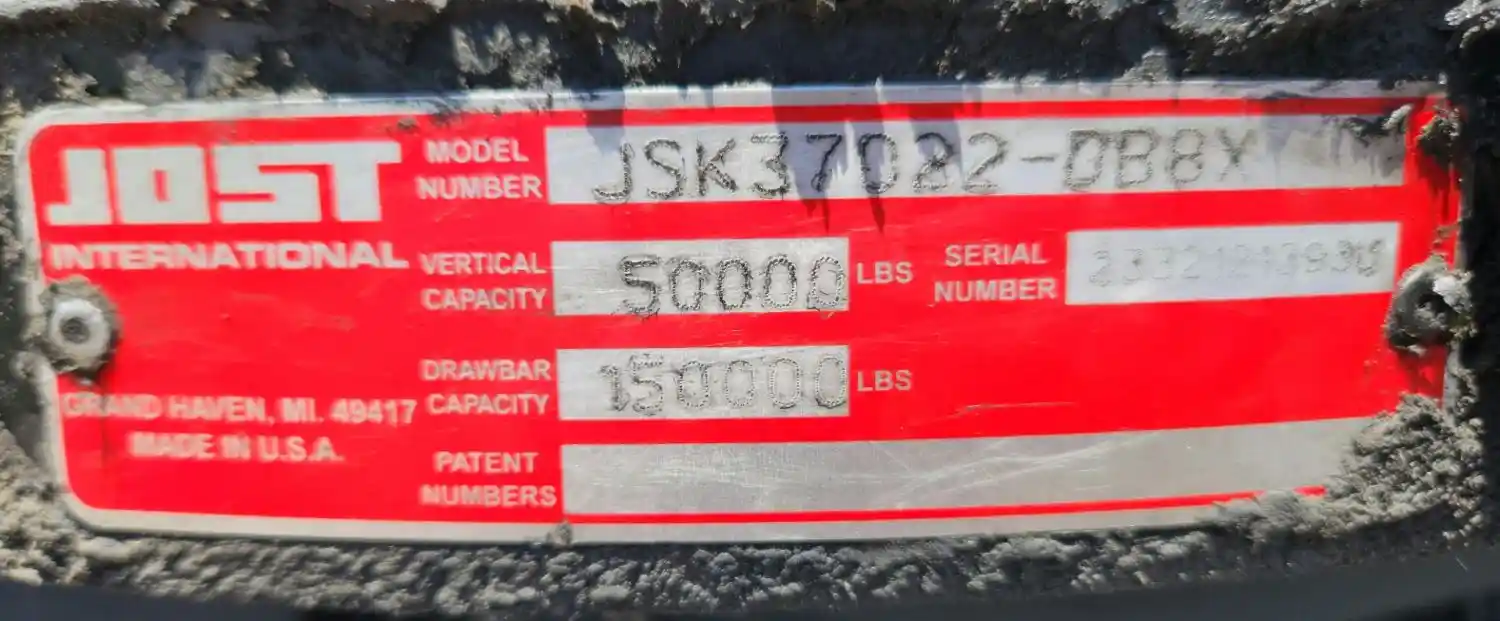 JOST
INTERNATIONAL
MODEL NUMBER JSK37022-0B8X
VERTICAL CAPACITY 50000 LBS
SERIAL NUMBER
DRAWBAR CAPACITY 150000 LBS
GRAND HAVEN, MI. 49417
MADE IN U.S.A.
PATENT NUMBERS